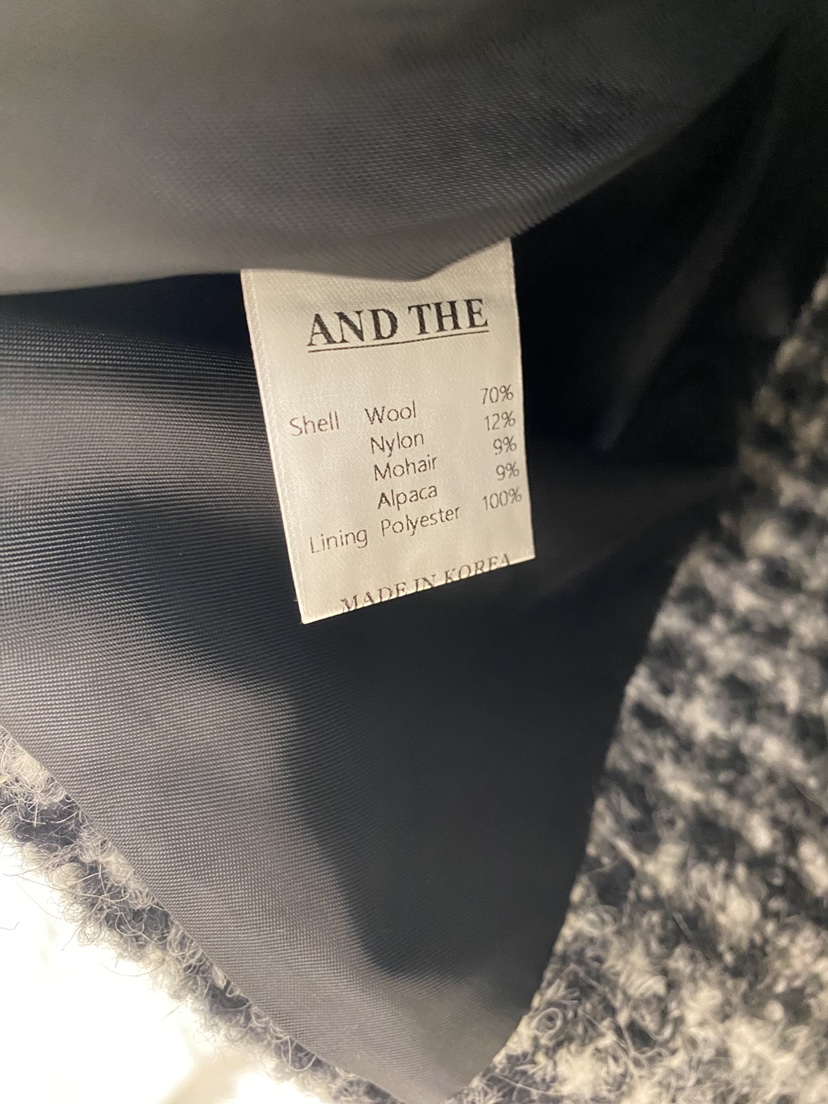 AND THE
Shell Wool 70%
Nylon 12%
Mohair 9%
Alpaca 9%
Lining Polyester 100%
MADE IN KOREA